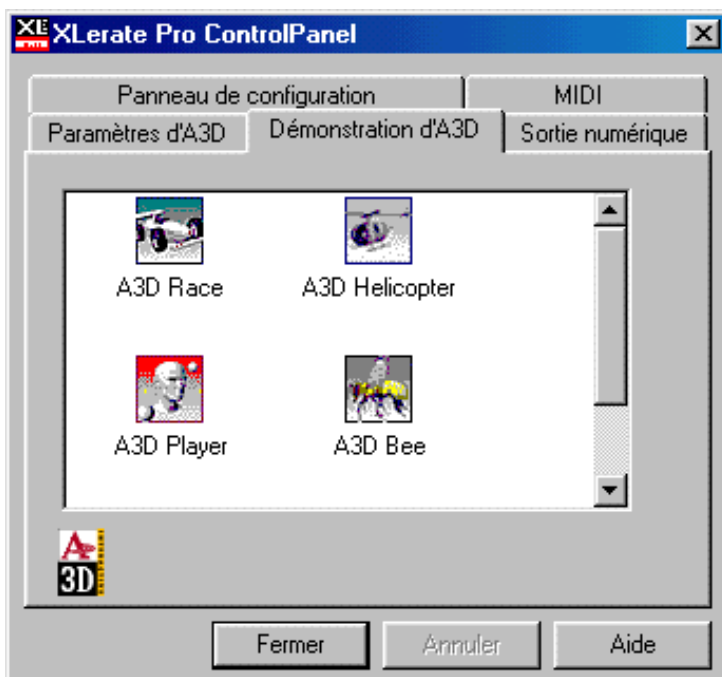 XLerate Pro ControlPanel
Panneau de configuration
MIDI
Paramètres d'A3D
Démonstration d'A3D
Sortie numérique
A3D Race
A3D Helicopter
A3D Player
A3D Bee
A
3D
Fermer
Annuler
Aide